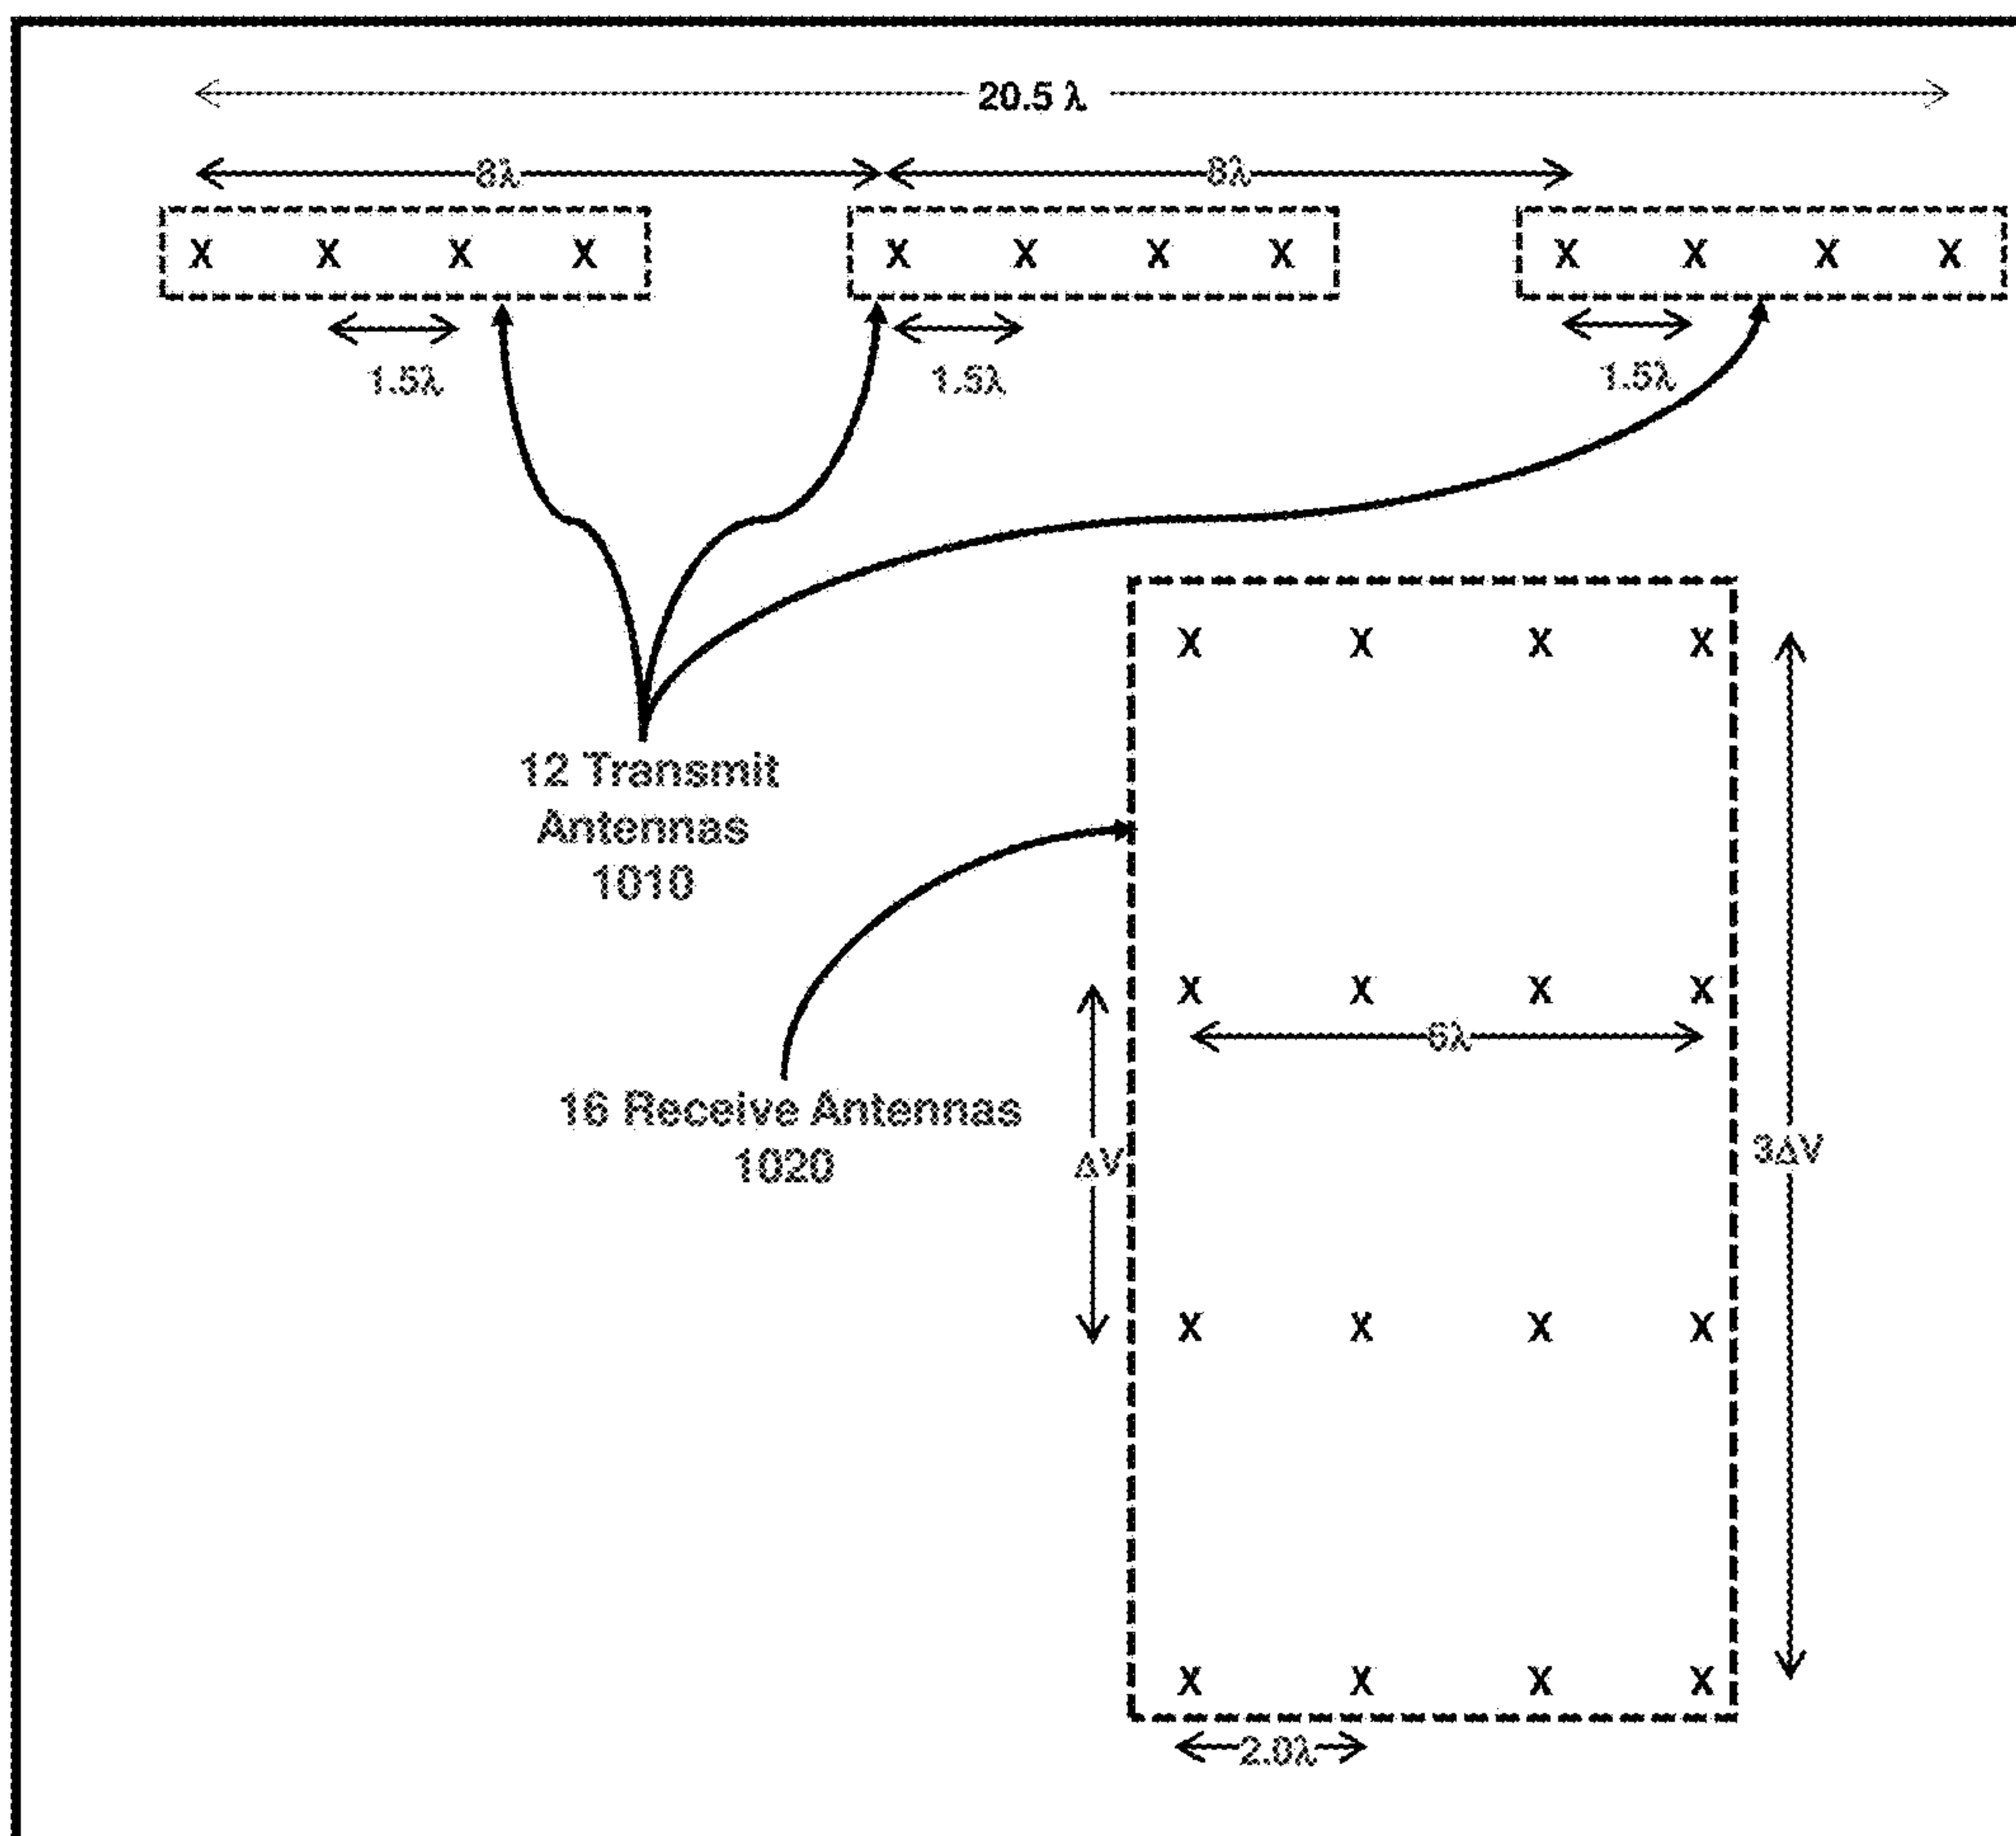 20.5 λ
8λ
8λ
X X X X X X X X X X X X
1.5λ
1.5λ
1.5λ
X X X X
12 Transmit
Antennas
1010
X X X X
6λ
16 Receive Antennas
1020
ΔV
3ΔV
X X X X
X X X X
2.0λ